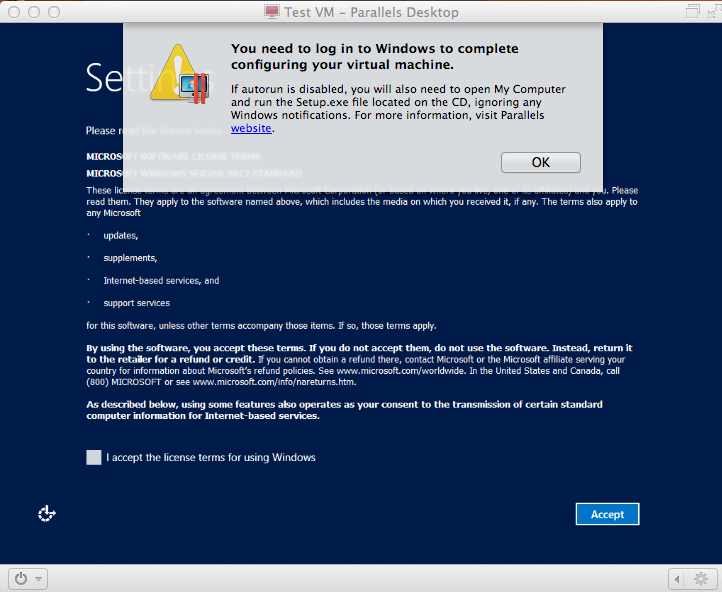 Test VM – Parallels Desktop
You need to log in to Windows to complete
configuring your virtual machine.
If autorun is disabled, you will also need to open My Computer
and run the Setup.exe file located on the CD, ignoring any
Windows notifications. For more information, visit Parallels
website.
OK
Settings
Please read the license terms.
MICROSOFT SOFTWARE LICENSE TERMS
MICROSOFT WINDOWS SERVER 2012 STANDARD
These license terms are an agreement between Microsoft Corporation (or based on where you live, one of its affiliates) and you. Please
read them. They apply to the software named above, which includes the media on which you received it, if any. The terms also apply to
any Microsoft
· updates,
· supplements,
· Internet-based services, and
· support services
for this software, unless other terms accompany those items. If so, those terms apply.
By using the software, you accept these terms. If you do not accept them, do not use the software. Instead, return it
to the retailer for a refund or credit. If you cannot obtain a refund there, contact Microsoft or the Microsoft affiliate serving your
country for information about Microsoft's refund policies. See www.microsoft.com/worldwide. In the United States and Canada, call
(800) MICROSOFT or see www.microsoft.com/info/nareturns.htm.
As described below, using some features also operates as your consent to the transmission of certain standard
computer information for Internet-based services.
I accept the license terms for using Windows
Accept